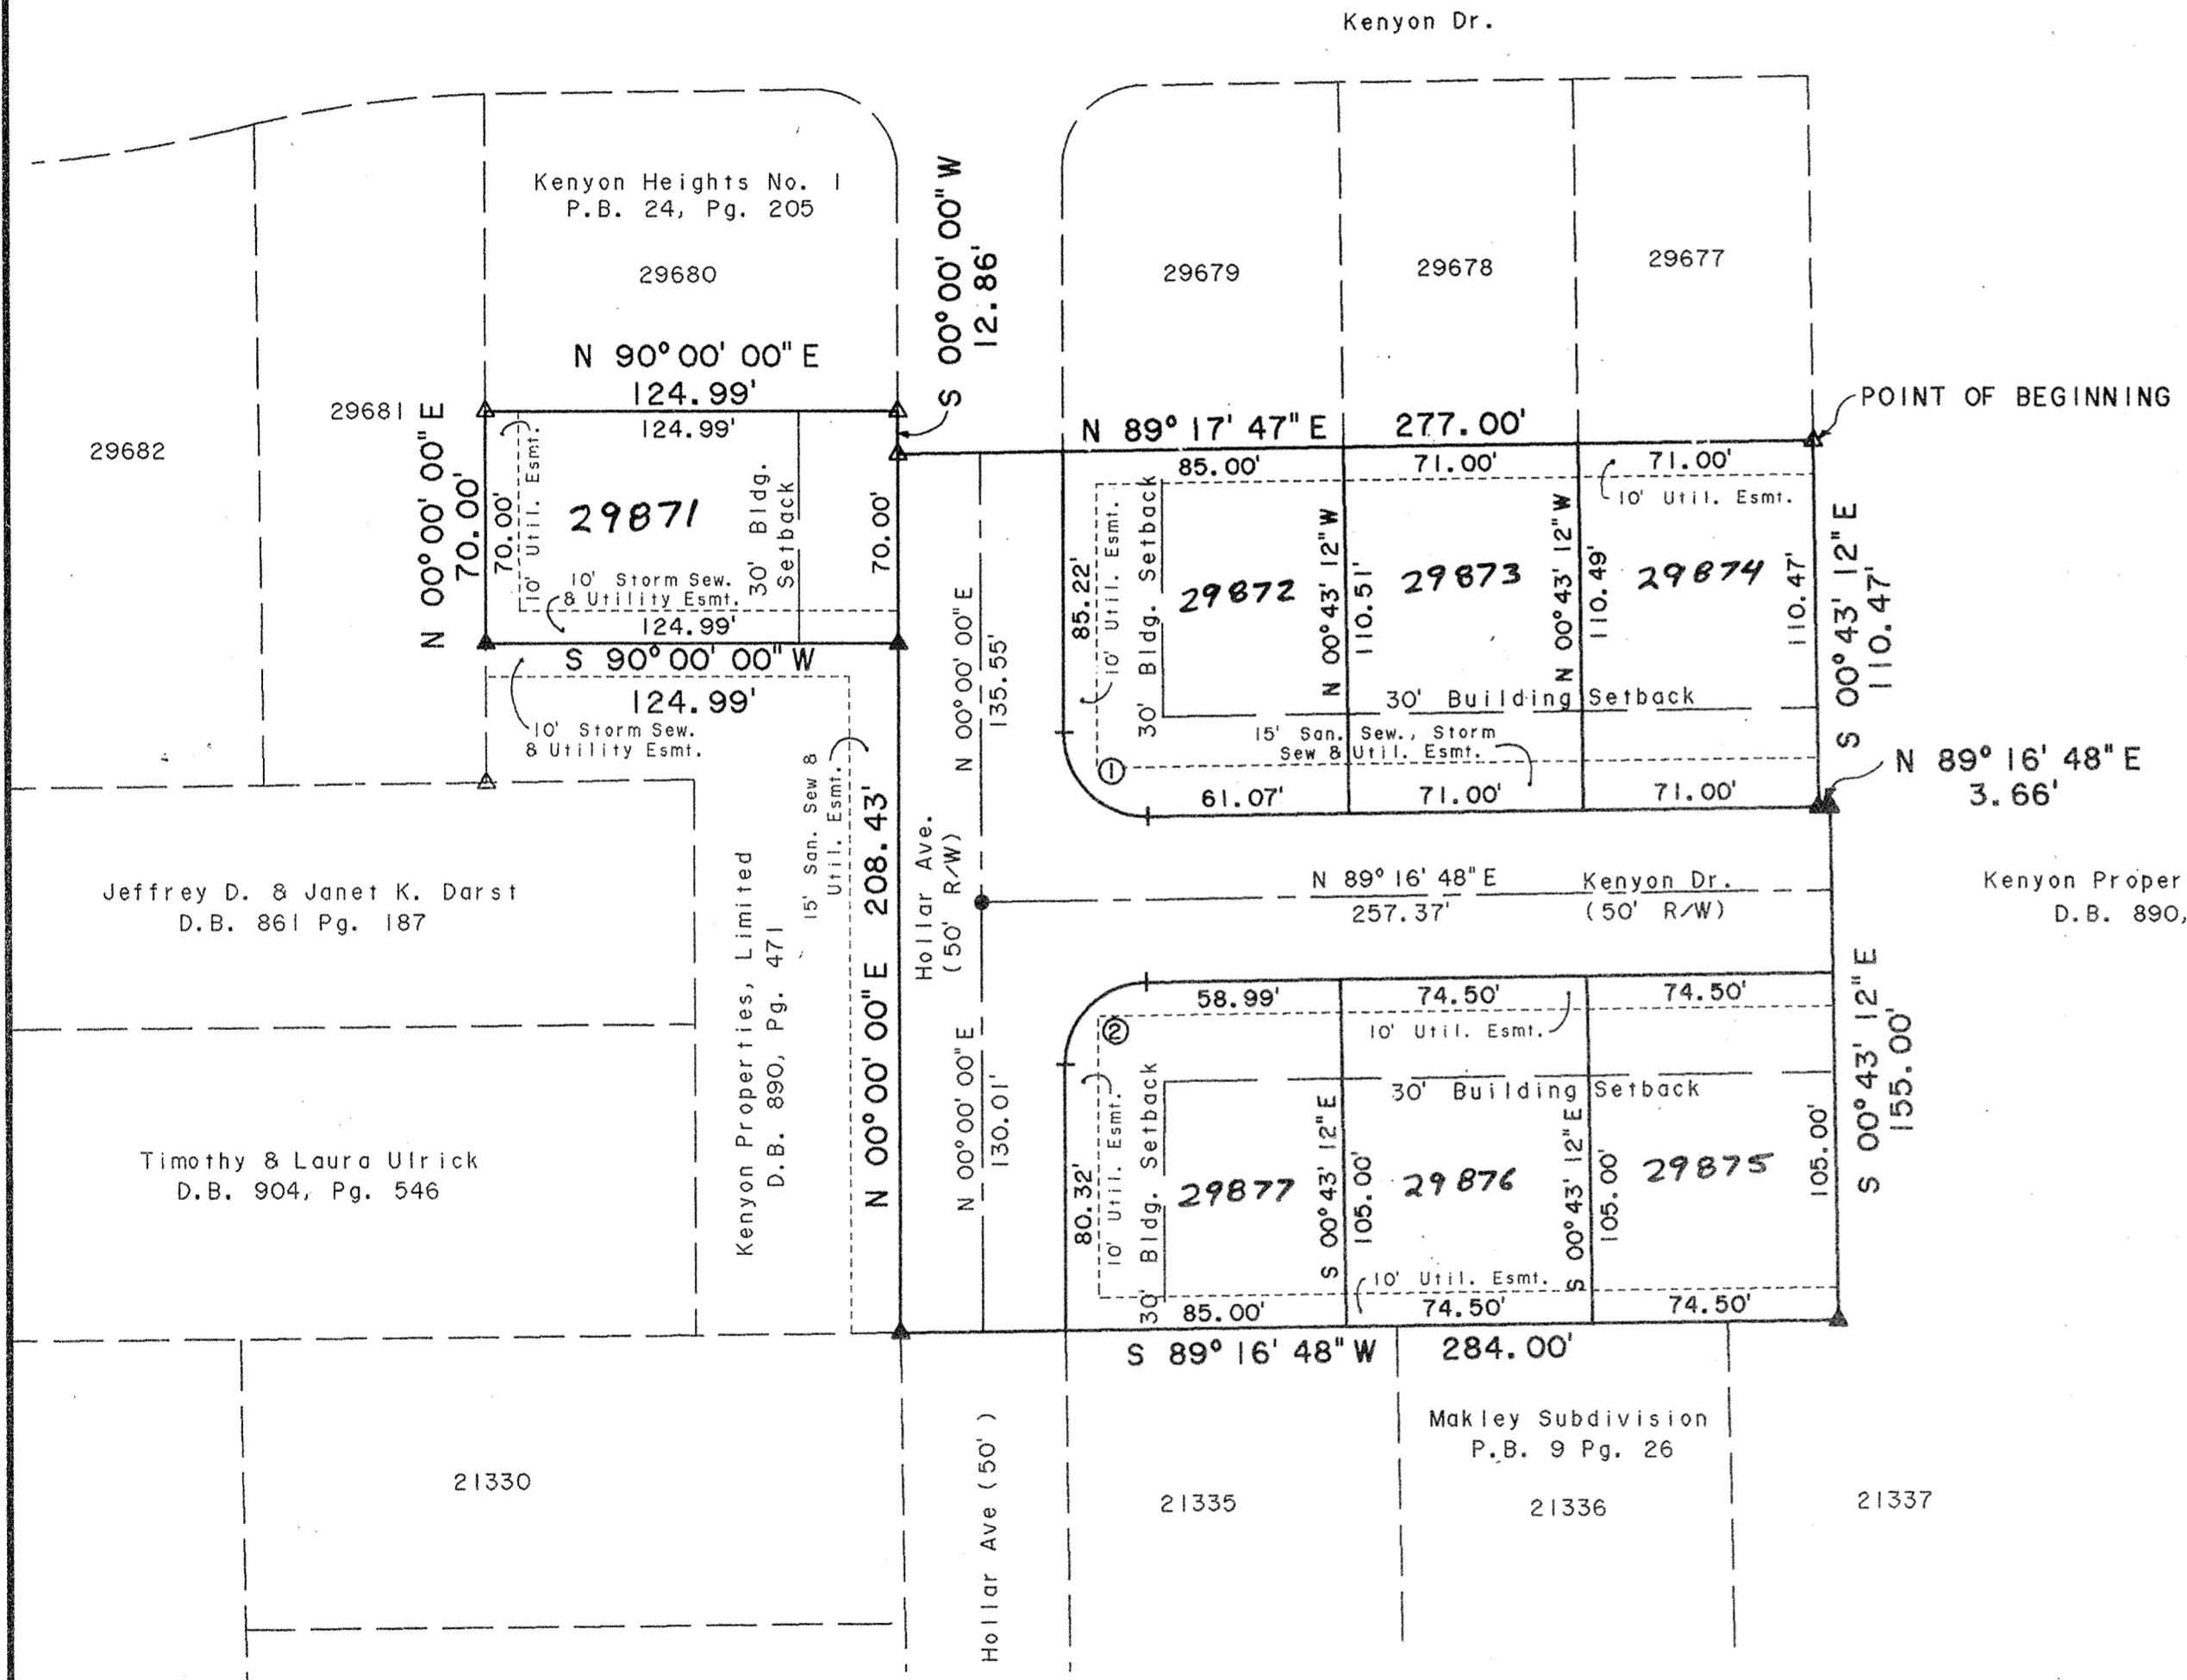 Kenyon Dr.
Kenyon Heights No. 1
P.B. 24, Pg. 205
29680
29679
29678
29677
S 00° 00' 00" W
12.86'
N 90° 00' 00" E
124.99'
POINT OF BEGINNING
29682
29681
N 00° 00' 00" E
70.00'
N 89° 17' 47" E 277.00'
124.99'
70.00'
10' Util. Esmt.
29871
30' Bldg.
Setback
70.00'
10' Storm Sew.
& Utility Esmt.
124.99'
S 90° 00' 00" W
124.99'
10' Storm Sew.
& Utility Esmt.
85.00'
71.00'
71.00'
10' Util. Esmt.
85.22'
10' Util. Esmt.
30' Bldg. Setback
29872
N 00° 43' 12" W
110.51'
29873
N 00° 43' 12" W
110.49'
29874
110.47'
S 00° 43' 12" E
110.47'
N 00° 00' 00" E
135.55'
30' Building Setback
15' San. Sew., Storm
Sew & Util. Esmt.
1
61.07'
71.00'
71.00'
N 89° 16' 48" E
3.66'
15' San. Sew &
Util. Esmt.
N 00° 00' 00" E 208.43'
Hollar Ave.
(50' R/W)
Jeffrey D. & Janet K. Darst
D.B. 861 Pg. 187
Kenyon Properties, Limited
D.B. 890, Pg. 471
N 89° 16' 48" E
257.37'
Kenyon Dr.
(50' R/W)
Kenyon Proper
D.B. 890,
58.99'
74.50'
74.50'
2
10' Util. Esmt.
30' Building Setback
N 00° 00' 00" E
130.01'
80.32'
10' Util. Esmt.
30' Bldg. Setback
29877
S 00° 43' 12" E
105.00'
29876
S 00° 43' 12" E
105.00'
29875
105.00'
S 00° 43' 12" E
155.00'
Timothy & Laura Ulrick
D.B. 904, Pg. 546
10' Util. Esmt.
85.00'
74.50'
74.50'
S 89° 16' 48" W 284.00'
Hollar Ave (50')
Makley Subdivision
P.B. 9 Pg. 26
21330
21335
21336
21337